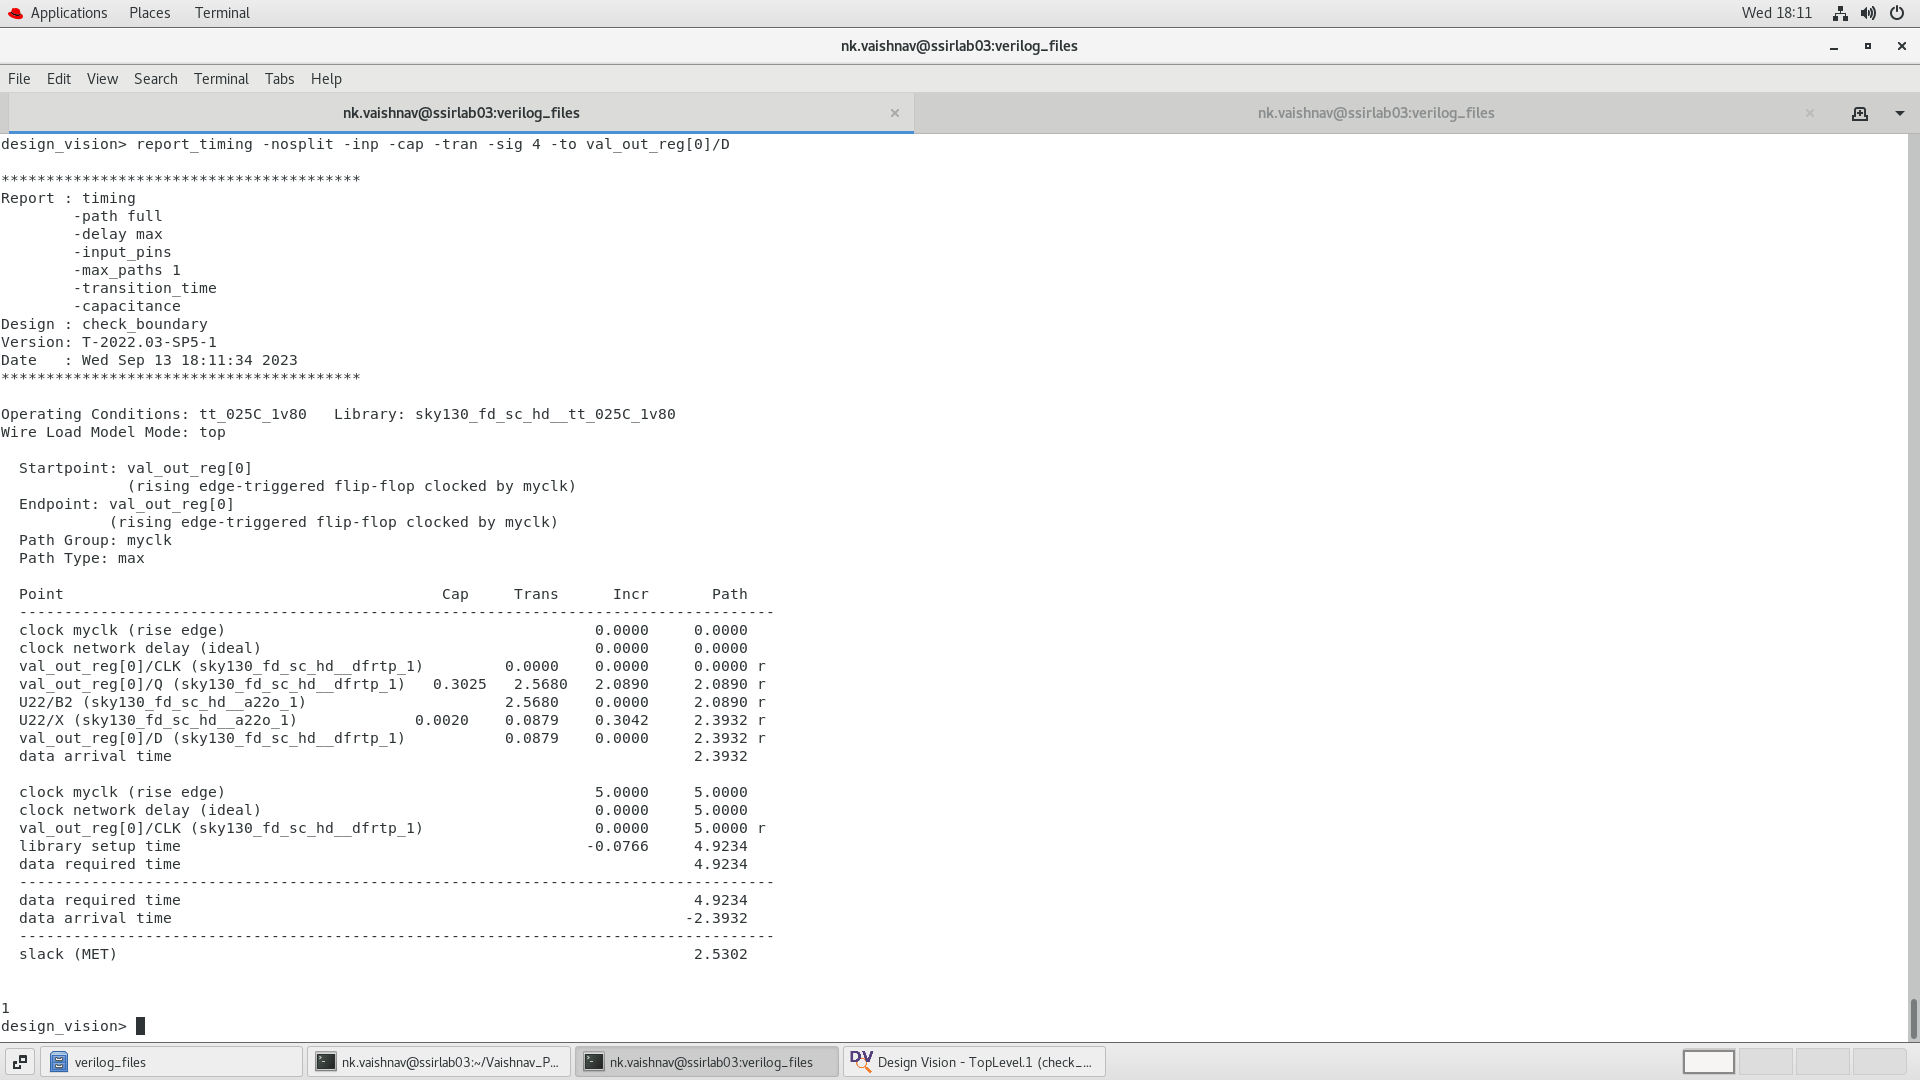 Applications Places Terminal Wed 18:11
nk.vaishnav@ssirlab03:verilog_files
File Edit View Search Terminal Tabs Help
nk.vaishnav@ssirlab03:verilog_files × nk.vaishnav@ssirlab03:verilog_files ×
design_vision> report_timing -nosplit -inp -cap -tran -sig 4 -to val_out_reg[0]/D
****************************************
Report : timing
        -path full
        -delay max
        -input_pins
        -max_paths 1
        -transition_time
        -capacitance
Design : check_boundary
Version: T-2022.03-SP5-1
Date   : Wed Sep 13 18:11:34 2023
****************************************
Operating Conditions: tt_025C_1v80   Library: sky130_fd_sc_hd__tt_025C_1v80
Wire Load Model Mode: top
  Startpoint: val_out_reg[0]
              (rising edge-triggered flip-flop clocked by myclk)
  Endpoint: val_out_reg[0]
            (rising edge-triggered flip-flop clocked by myclk)
  Path Group: myclk
  Path Type: max
  Point                                          Cap     Trans      Incr       Path
  ------------------------------------------------------------------------------------
  clock myclk (rise edge)                                         0.0000     0.0000
  clock network delay (ideal)                                     0.0000     0.0000
  val_out_reg[0]/CLK (sky130_fd_sc_hd__dfrtp_1)         0.0000    0.0000     0.0000 r
  val_out_reg[0]/Q (sky130_fd_sc_hd__dfrtp_1)   0.3025   2.5680   2.0890     2.0890 r
  U22/B2 (sky130_fd_sc_hd__a22o_1)                      2.5680    0.0000     2.0890 r
  U22/X (sky130_fd_sc_hd__a22o_1)             0.0020    0.0879    0.3042     2.3932 r
  val_out_reg[0]/D (sky130_fd_sc_hd__dfrtp_1)           0.0879    0.0000     2.3932 r
  data arrival time                                                          2.3932
  clock myclk (rise edge)                                         5.0000     5.0000
  clock network delay (ideal)                                     0.0000     5.0000
  val_out_reg[0]/CLK (sky130_fd_sc_hd__dfrtp_1)                   0.0000     5.0000 r
  library setup time                                             -0.0766     4.9234
  data required time                                                         4.9234
  ------------------------------------------------------------------------------------
  data required time                                                         4.9234
  data arrival time                                                         -2.3932
  ------------------------------------------------------------------------------------
  slack (MET)                                                                2.5302
1
design_vision>
verilog_files nk.vaishnav@ssirlab03:~/Vaishnav_P... nk.vaishnav@ssirlab03:verilog_files DV Design Vision - TopLevel.1 (check_...